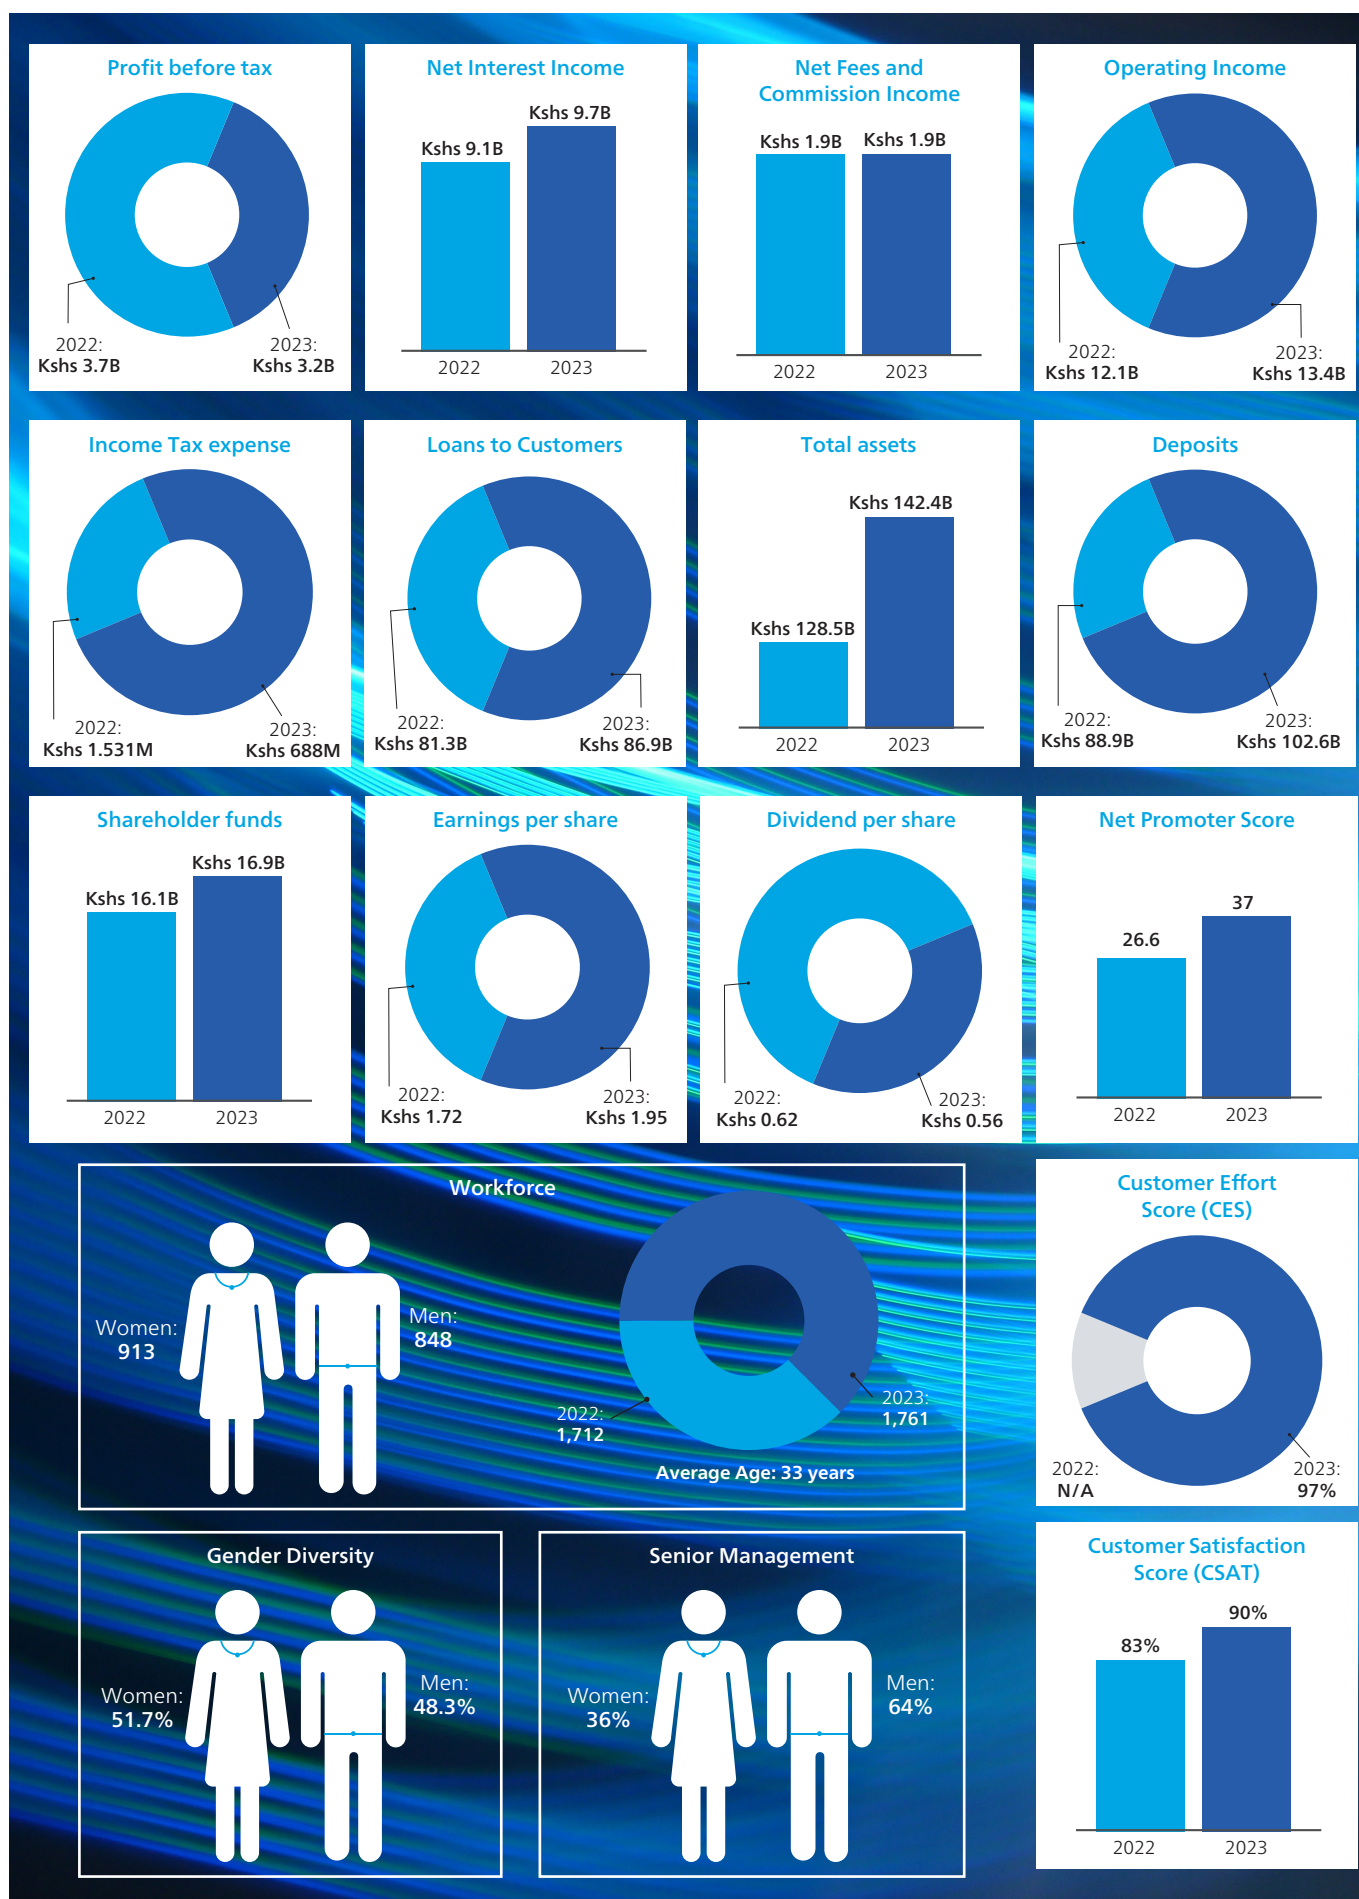 Profit before tax
2022:
Kshs 3.7B
2023:
Kshs 3.2B
Net Interest Income
Kshs 9.1B
Kshs 9.7B
2022
2023
Net Fees and
Commission Income
Kshs 1.9B
Kshs 1.9B
2022
2023
Operating Income
2022:
Kshs 12.1B
2023:
Kshs 13.4B
Income Tax expense
2022:
Kshs 1.531M
2023:
Kshs 688M
Loans to Customers
2022:
Kshs 81.3B
2023:
Kshs 86.9B
Total assets
Kshs 128.5B
Kshs 142.4B
2022
2023
Deposits
2022:
Kshs 88.9B
2023:
Kshs 102.6B
Shareholder funds
Kshs 16.1B
Kshs 16.9B
2022
2023
Earnings per share
2022:
Kshs 1.72
2023:
Kshs 1.95
Dividend per share
2022:
Kshs 0.62
2023:
Kshs 0.56
Net Promoter Score
26.6
37
2022
2023
Workforce
Women:
913
Men:
848
2022:
1,712
2023:
1,761
Average Age: 33 years
Customer Effort
Score (CES)
2022:
N/A
2023:
97%
Gender Diversity
Women:
51.7%
Men:
48.3%
Senior Management
Women:
36%
Men:
64%
Customer Satisfaction
Score (CSAT)
83%
90%
2022
2023